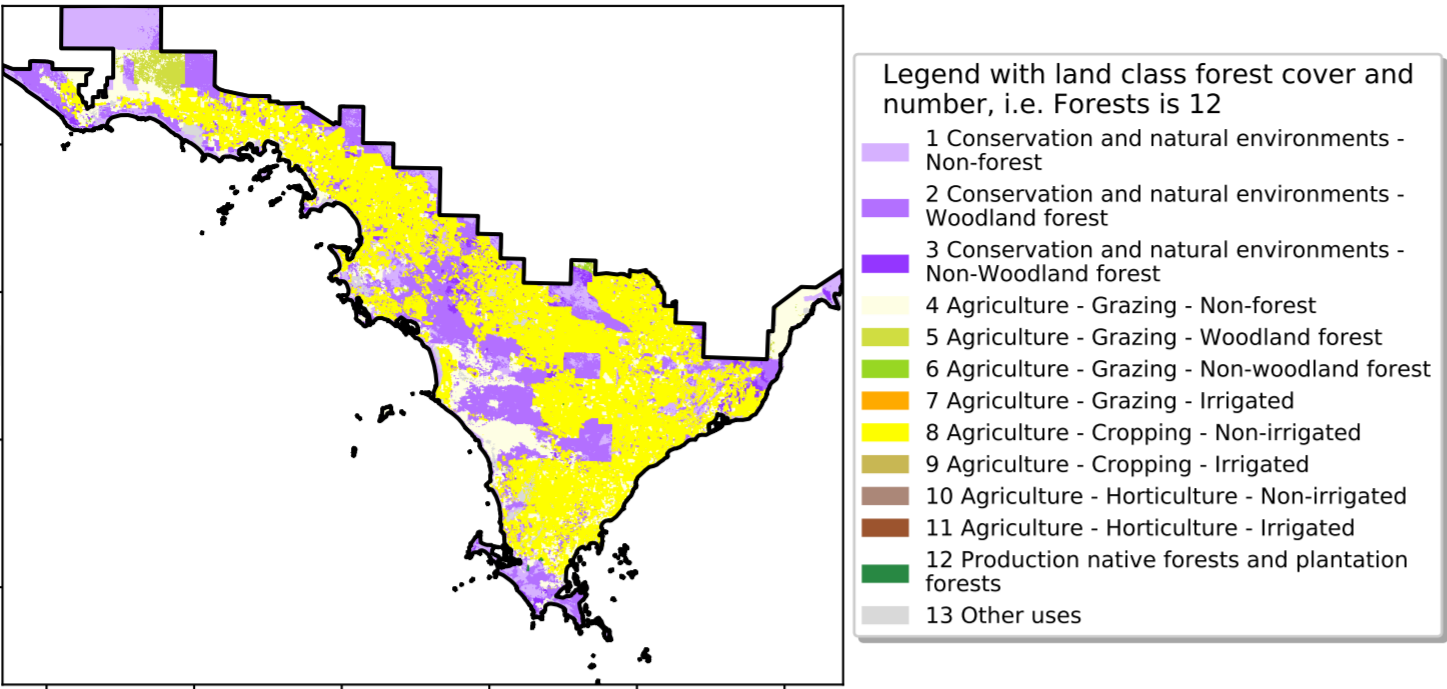 Legend with land class forest cover and
number, i.e. Forests is 12
1 Conservation and natural environments -
Non-forest
2 Conservation and natural environments -
Woodland forest
3 Conservation and natural environments -
Non-Woodland forest
4 Agriculture - Grazing - Non-forest
5 Agriculture - Grazing - Woodland forest
6 Agriculture - Grazing - Non-woodland forest
7 Agriculture - Grazing - Irrigated
8 Agriculture - Cropping - Non-irrigated
9 Agriculture - Cropping - Irrigated
10 Agriculture - Horticulture - Non-irrigated
11 Agriculture - Horticulture - Irrigated
12 Production native forests and plantation
forests
13 Other uses